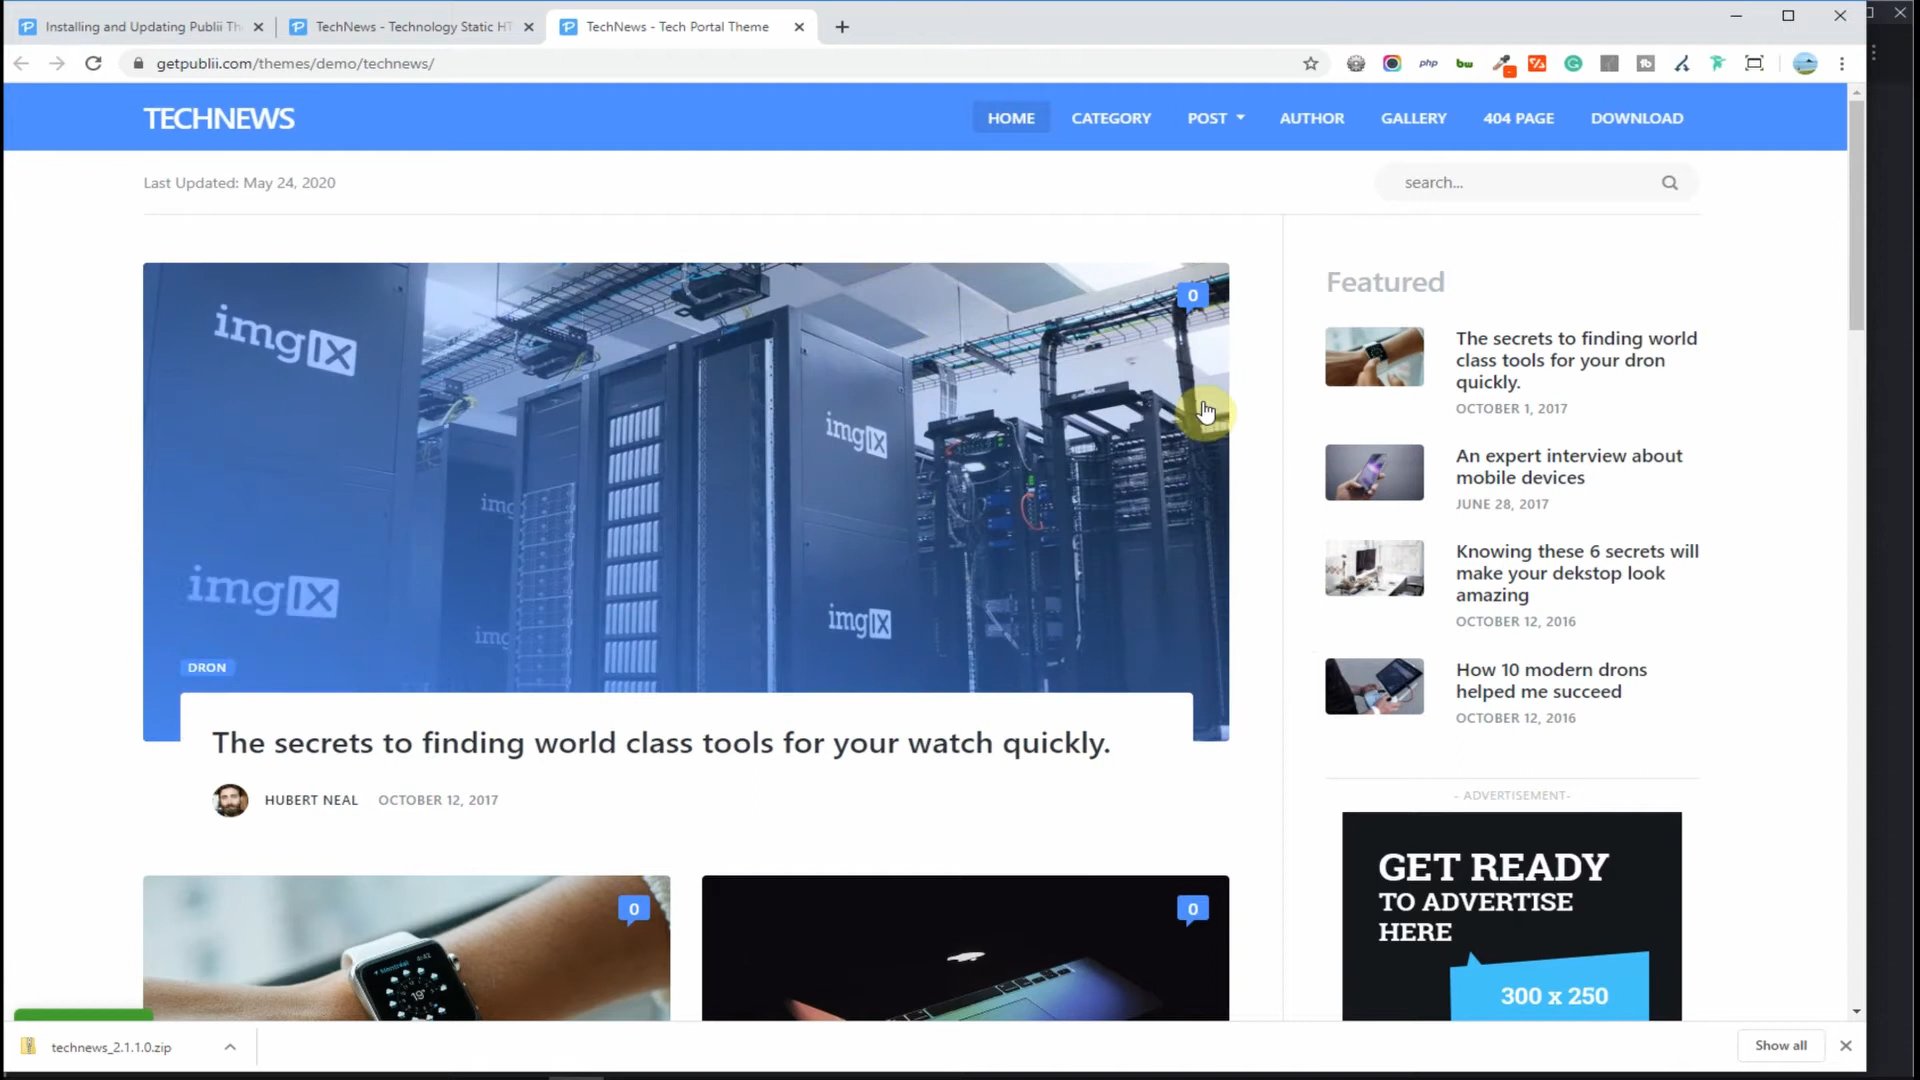 Installing and Updating Publii Th
TechNews - Technology Static HT
TechNews - Tech Portal Theme
getpublii.com/themes/demo/technews/
php
bw
TECHNEWS
HOME
CATEGORY
POST
AUTHOR
GALLERY
404 PAGE
DOWNLOAD
Last Updated: May 24, 2020
search...
imgIX
imgIX
imgIX
imgIX
0
DRON
The secrets to finding world class tools for your watch quickly.
HUBERT NEAL OCTOBER 12, 2017
0
0
Featured
The secrets to finding world
class tools for your dron
quickly.
OCTOBER 1, 2017
An expert interview about
mobile devices
JUNE 28, 2017
Knowing these 6 secrets will
make your dekstop look
amazing
OCTOBER 12, 2016
How 10 modern drons
helped me succeed
OCTOBER 12, 2016
- ADVERTISEMENT-
GET READY
TO ADVERTISE
HERE
300 x 250
technews_2.1.1.0.zip
Show all